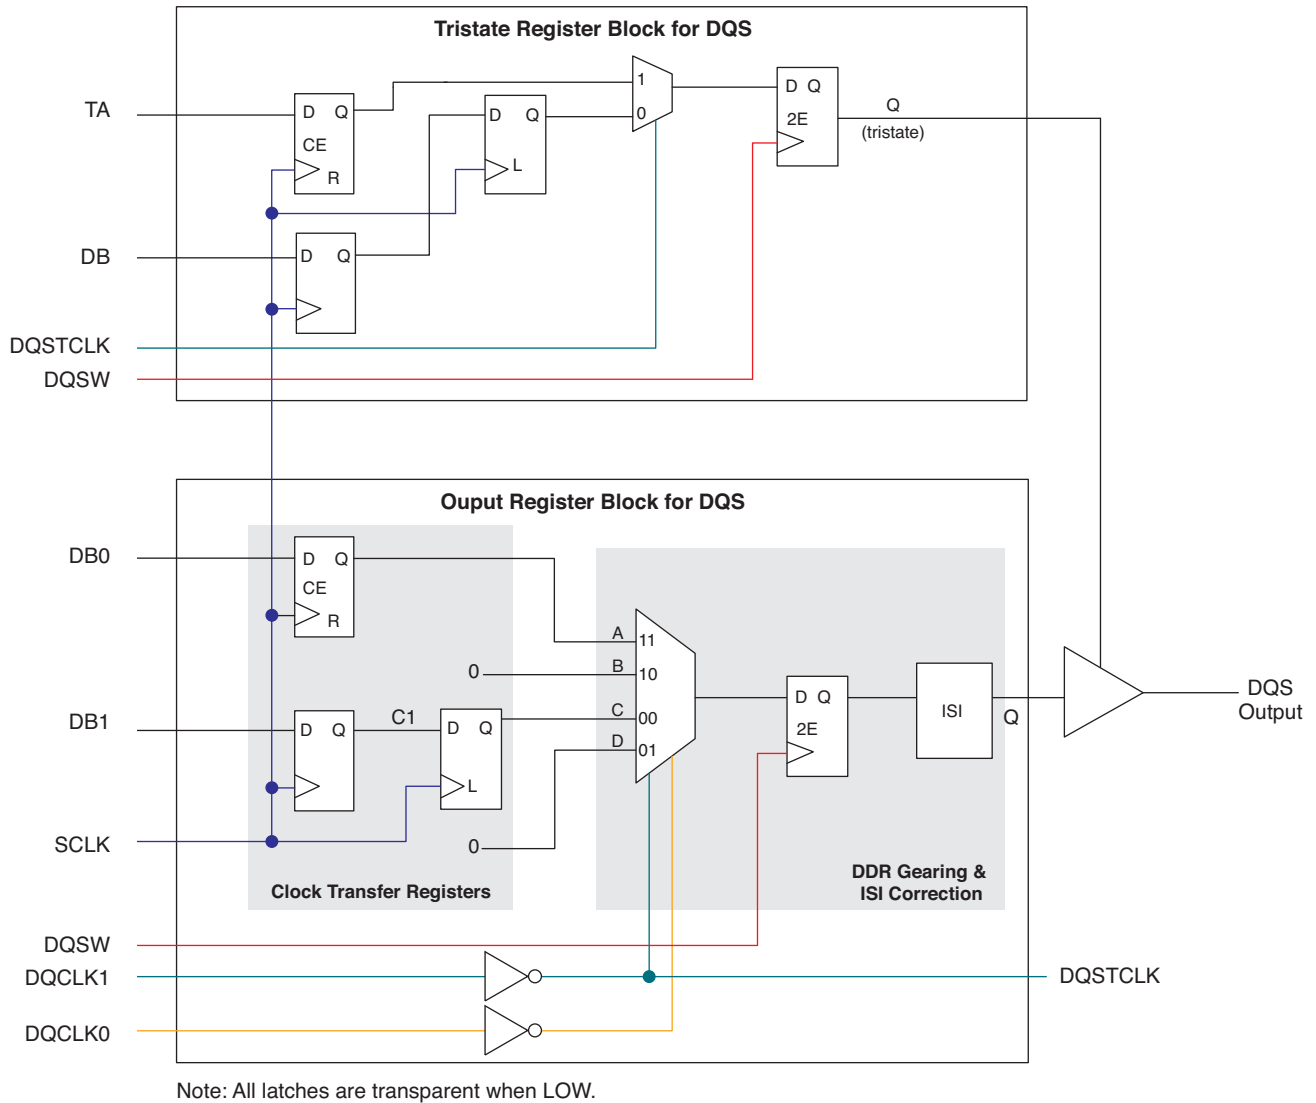 Tristate Register Block for DQS
TA
D Q
CE
R
D Q
L
1
0
D Q
2E
Q
(tristate)
DB
D Q
DQSTCLK
DQSW
Ouput Register Block for DQS
DB0
D Q
CE
R
A
11
0
B
10
DB1
D Q
C1
D Q
L
C
00
D
01
D Q
2E
ISI
Q
DQS
Output
SCLK
0
Clock Transfer Registers
DDR Gearing &
ISI Correction
DQSW
DQCLK1
DQSTCLK
DQCLK0
Note: All latches are transparent when LOW.